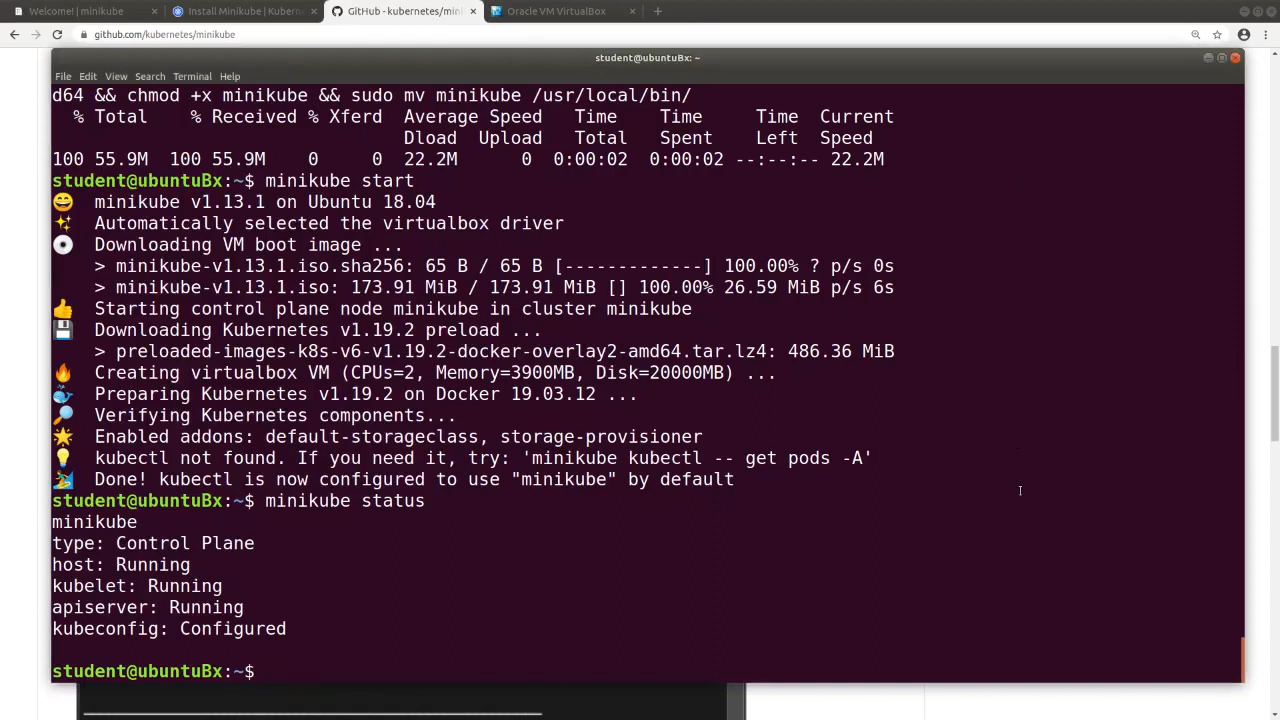 Welcome! | minikube
Install Minikube | Kubern
GitHub - kubernetes/mini
Oracle VM VirtualBox
github.com/kubernetes/minikube
student@ubuntuBx: ~
File Edit View Search Terminal Help
d64 && chmod +x minikube && sudo mv minikube /usr/local/bin/
% Total % Received % Xferd Average Speed Time Time Time Current
Dload Upload Total Spent Left Speed
100 55.9M 100 55.9M 0 0 22.2M 0 0:00:02 0:00:02 --:--:-- 22.2M
student@ubuntuBx:~$ minikube start
😄 minikube v1.13.1 on Ubuntu 18.04
✨ Automatically selected the virtualbox driver
💿 Downloading VM boot image ...
> minikube-v1.13.1.iso.sha256: 65 B / 65 B [-------------] 100.00% ? p/s 0s
> minikube-v1.13.1.iso: 173.91 MiB / 173.91 MiB [] 100.00% 26.59 MiB p/s 6s
👍 Starting control plane node minikube in cluster minikube
💾 Downloading Kubernetes v1.19.2 preload ...
> preloaded-images-k8s-v6-v1.19.2-docker-overlay2-amd64.tar.lz4: 486.36 MiB
🔥 Creating virtualbox VM (CPUs=2, Memory=3900MB, Disk=20000MB) ...
🐳 Preparing Kubernetes v1.19.2 on Docker 19.03.12 ...
🔎 Verifying Kubernetes components...
🌟 Enabled addons: default-storageclass, storage-provisioner
💡 kubectl not found. If you need it, try: 'minikube kubectl -- get pods -A'
🏄 Done! kubectl is now configured to use "minikube" by default
student@ubuntuBx:~$ minikube status
minikube
type: Control Plane
host: Running
kubelet: Running
apiserver: Running
kubeconfig: Configured
student@ubuntuBx:~$